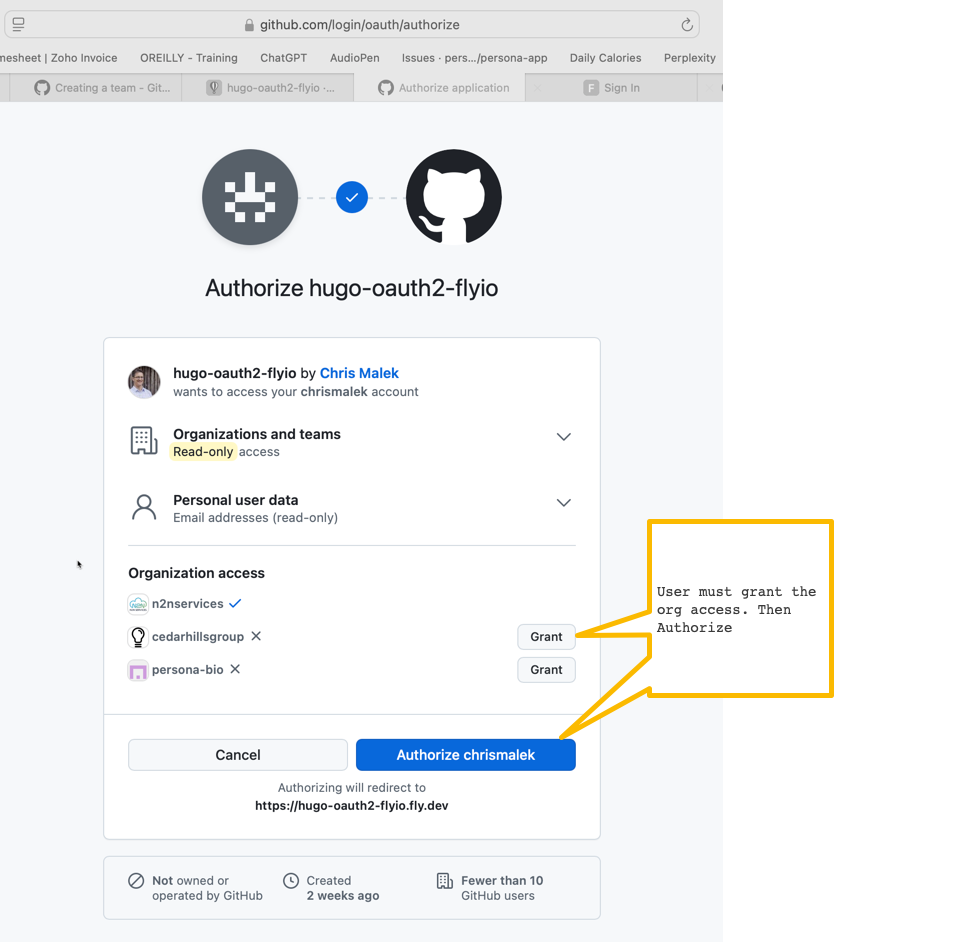 github.com/login/oauth/authorize
mesheet | Zoho Invoice OREILLY - Training ChatGPT AudioPen Issues · pers.../persona-app Daily Calories Perplexity
Creating a team - Git... hugo-oauth2-flyio ·... Authorize application F Sign In
Authorize hugo-oauth2-flyio
hugo-oauth2-flyio by Chris Malek
wants to access your chrismalek account
Organizations and teams
Read-only access
Personal user data
Email addresses (read-only)
Organization access
n2nservices
cedarhillsgroup Grant
persona-bio Grant
User must grant the
org access. Then
Authorize
Cancel Authorize chrismalek
Authorizing will redirect to
https://hugo-oauth2-flyio.fly.dev
Not owned or
operated by GitHub
Created
2 weeks ago
Fewer than 10
GitHub users